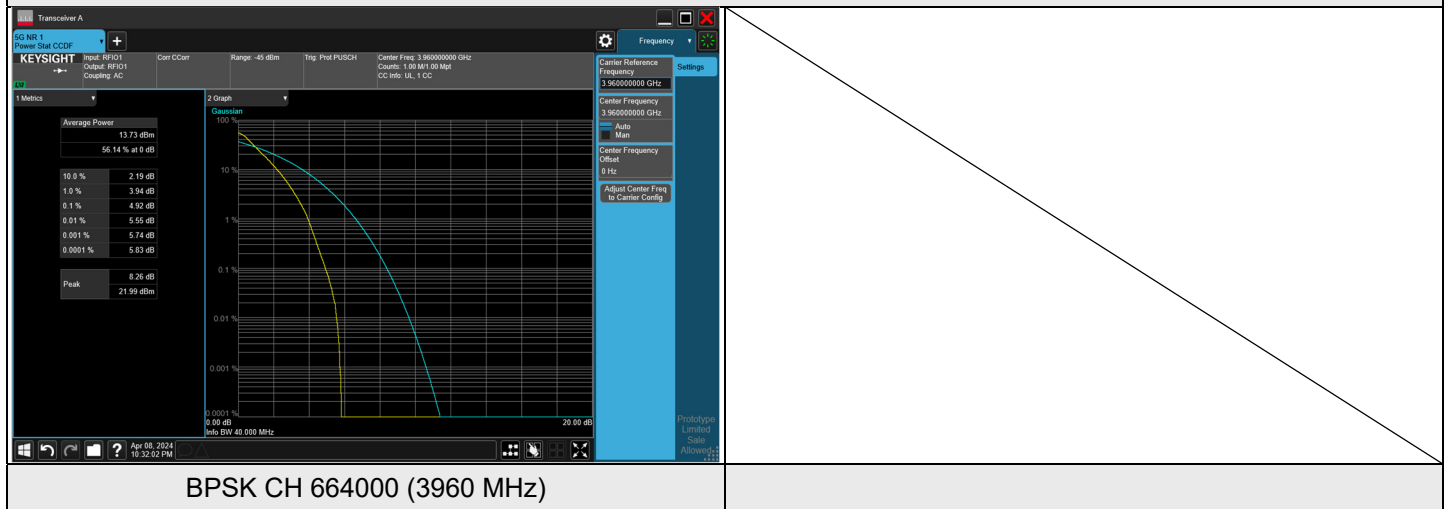 Transceiver A
5G NR 1
Power Stat CCDF
Frequency
KEYSIGHT
Input: RFIO1
Output: RFIO1
Coupling: AC
Corr CCorr
Range: -45 dBm
Trig: Prot PUSCH
Center Freq: 3.960000000 GHz
Counts: 1.00 M/1.00 Mpt
CC Info: UL, 1 CC
Carrier Reference
Frequency
3.960000000 GHz
Settings
Center Frequency
3.960000000 GHz
Auto
Man
Center Frequency
Offset
0 Hz
Adjust Center Freq
to Carrier Config
1 Metrics
Average Power
13.73 dBm
56.14 % at 0 dB
10.0 % 2.19 dB
1.0 % 3.94 dB
0.1 % 4.92 dB
0.01 % 5.55 dB
0.001 % 5.74 dB
0.0001 % 5.83 dB
Peak
8.26 dB
21.99 dBm
2 Graph
Gaussian
100 %
10 %
1 %
0.1 %
0.01 %
0.001 %
0.0001 %
0.00 dB 20.00 dB
Info BW 40.000 MHz
Prototype
Limited
Sale
Allowed
?
Apr 08, 2024
10:32:02 PM
BPSK CH 664000 (3960 MHz)